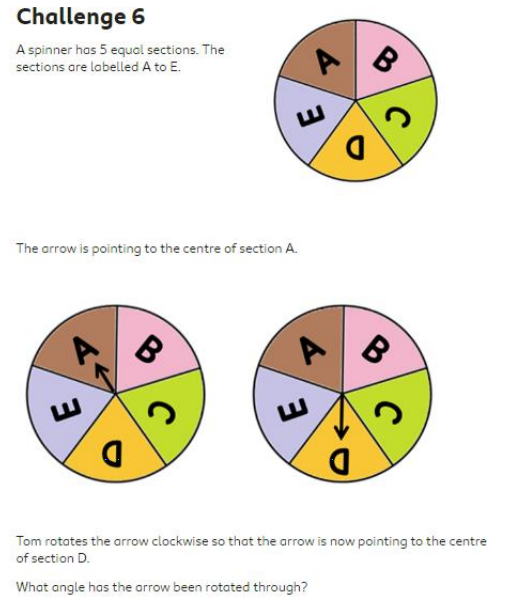 Challenge 6
A spinner has 5 equal sections. The
sections are labelled A to E.
A B
E C
D
The arrow is pointing to the centre of section A.
A B
E C
D
A B
E C
D
Tom rotates the arrow clockwise so that the arrow is now pointing to the centre
of section D.
What angle has the arrow been rotated through?